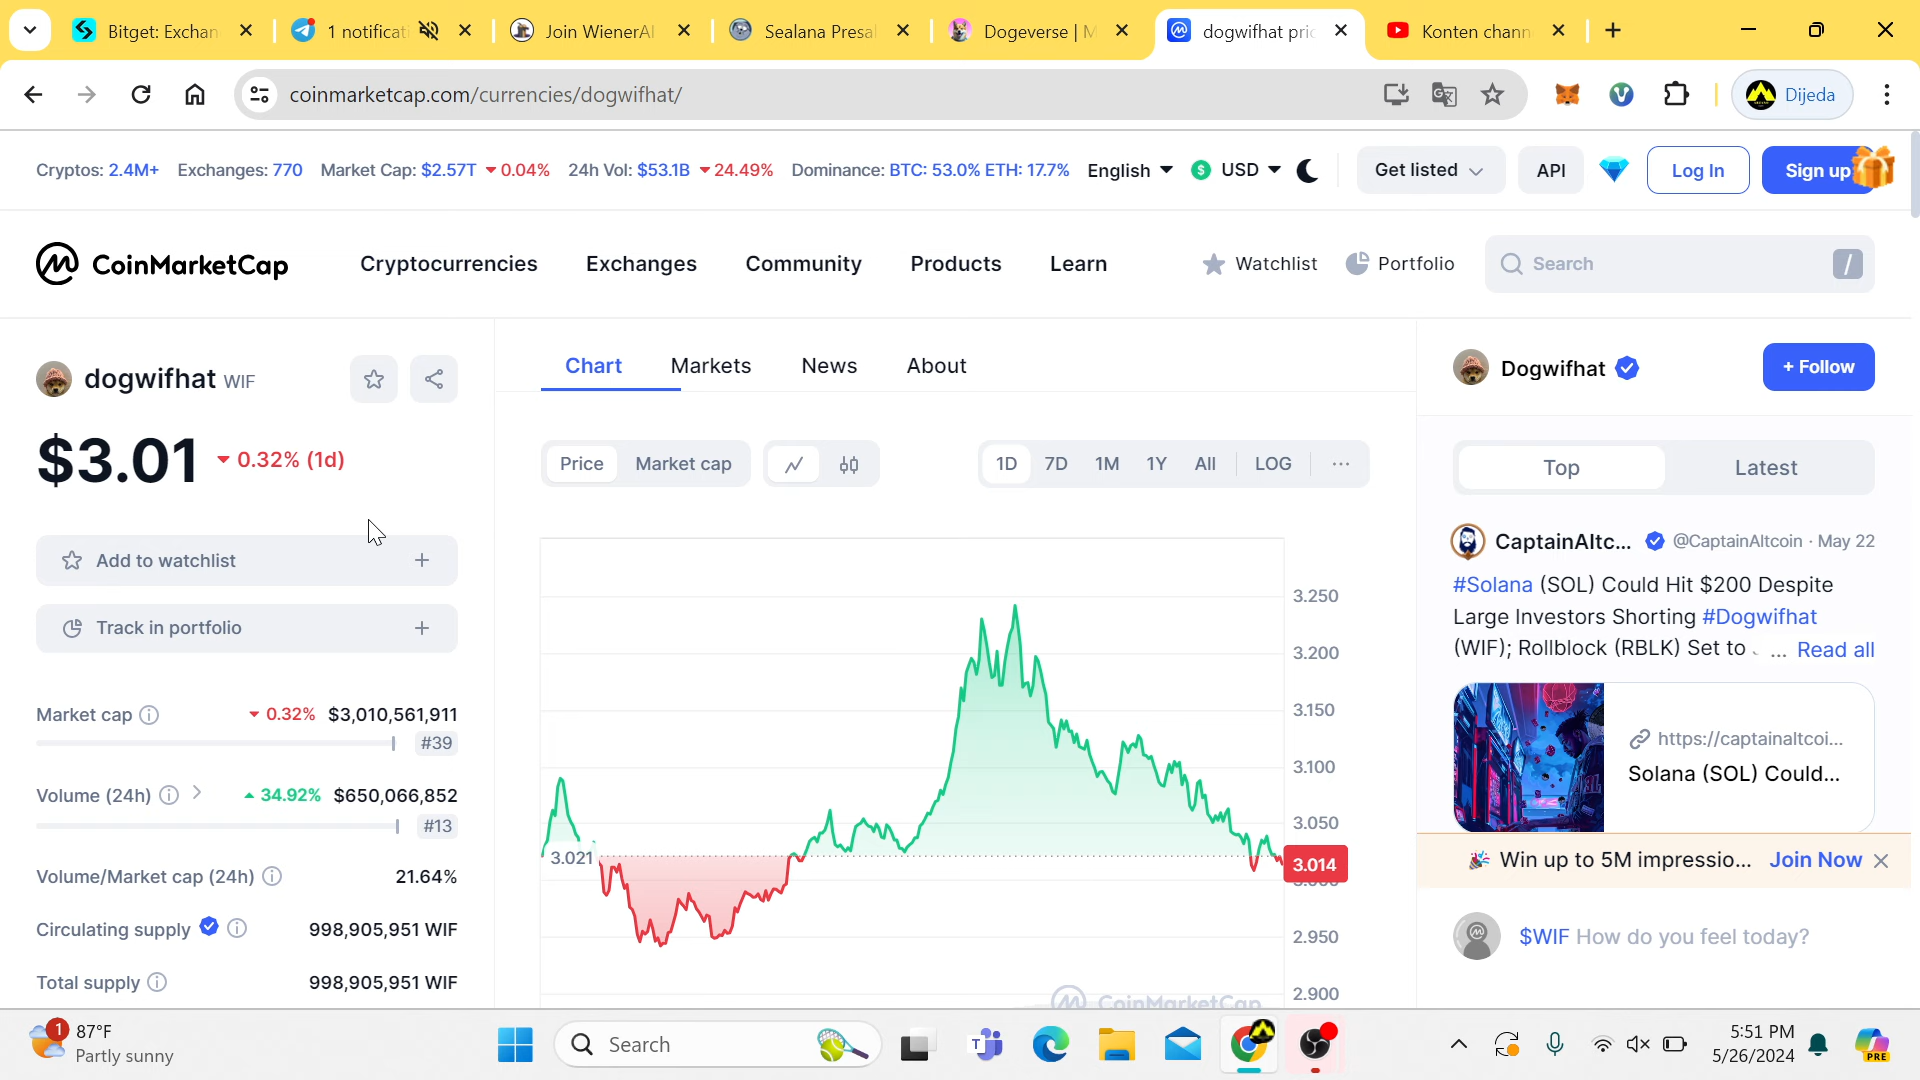 Bitget: Exchan
1 notificati
Join WienerAI
Sealana Presal
Dogeverse | M
dogwifhat pric
Konten chann
coinmarketcap.com/currencies/dogwifhat/
Dijeda
Cryptos: 2.4M+ Exchanges: 770 Market Cap: $2.57T 0.04% 24h Vol: $53.1B 24.49% Dominance: BTC: 53.0% ETH: 17.7% English USD Get listed API Log In Sign up
CoinMarketCap
Cryptocurrencies Exchanges Community Products Learn
Watchlist Portfolio Search /
dogwifhat WIF
$3.01 0.32% (1d)
Add to watchlist +
Track in portfolio +
Market cap 0.32% $3,010,561,911
#39
Volume (24h) 34.92% $650,066,852
#13
Volume/Market cap (24h) 21.64%
Circulating supply 998,905,951 WIF
Total supply 998,905,951 WIF
Chart Markets News About
Price Market cap
1D 7D 1M 1Y All LOG ...
3.250
3.200
3.150
3.100
3.050
3.021
3.014
2.950
2.900
CoinMarketCap
Dogwifhat + Follow
Top Latest
CaptainAltc... @CaptainAltcoin · May 22
#Solana (SOL) Could Hit $200 Despite
Large Investors Shorting #Dogwifhat
(WIF); Rollblock (RBLK) Set to ... Read all
https://captainaltcoi...
Solana (SOL) Could...
Win up to 5M impressio... Join Now
$WIF How do you feel today?
1
87°F
Partly sunny
Search
PRE
5:51 PM
5/26/2024